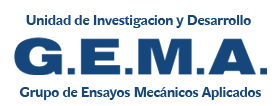 Unidad de Investigacion y Desarrollo
G.E.M.A.
Grupo de Ensayos Mecánicos Aplicados